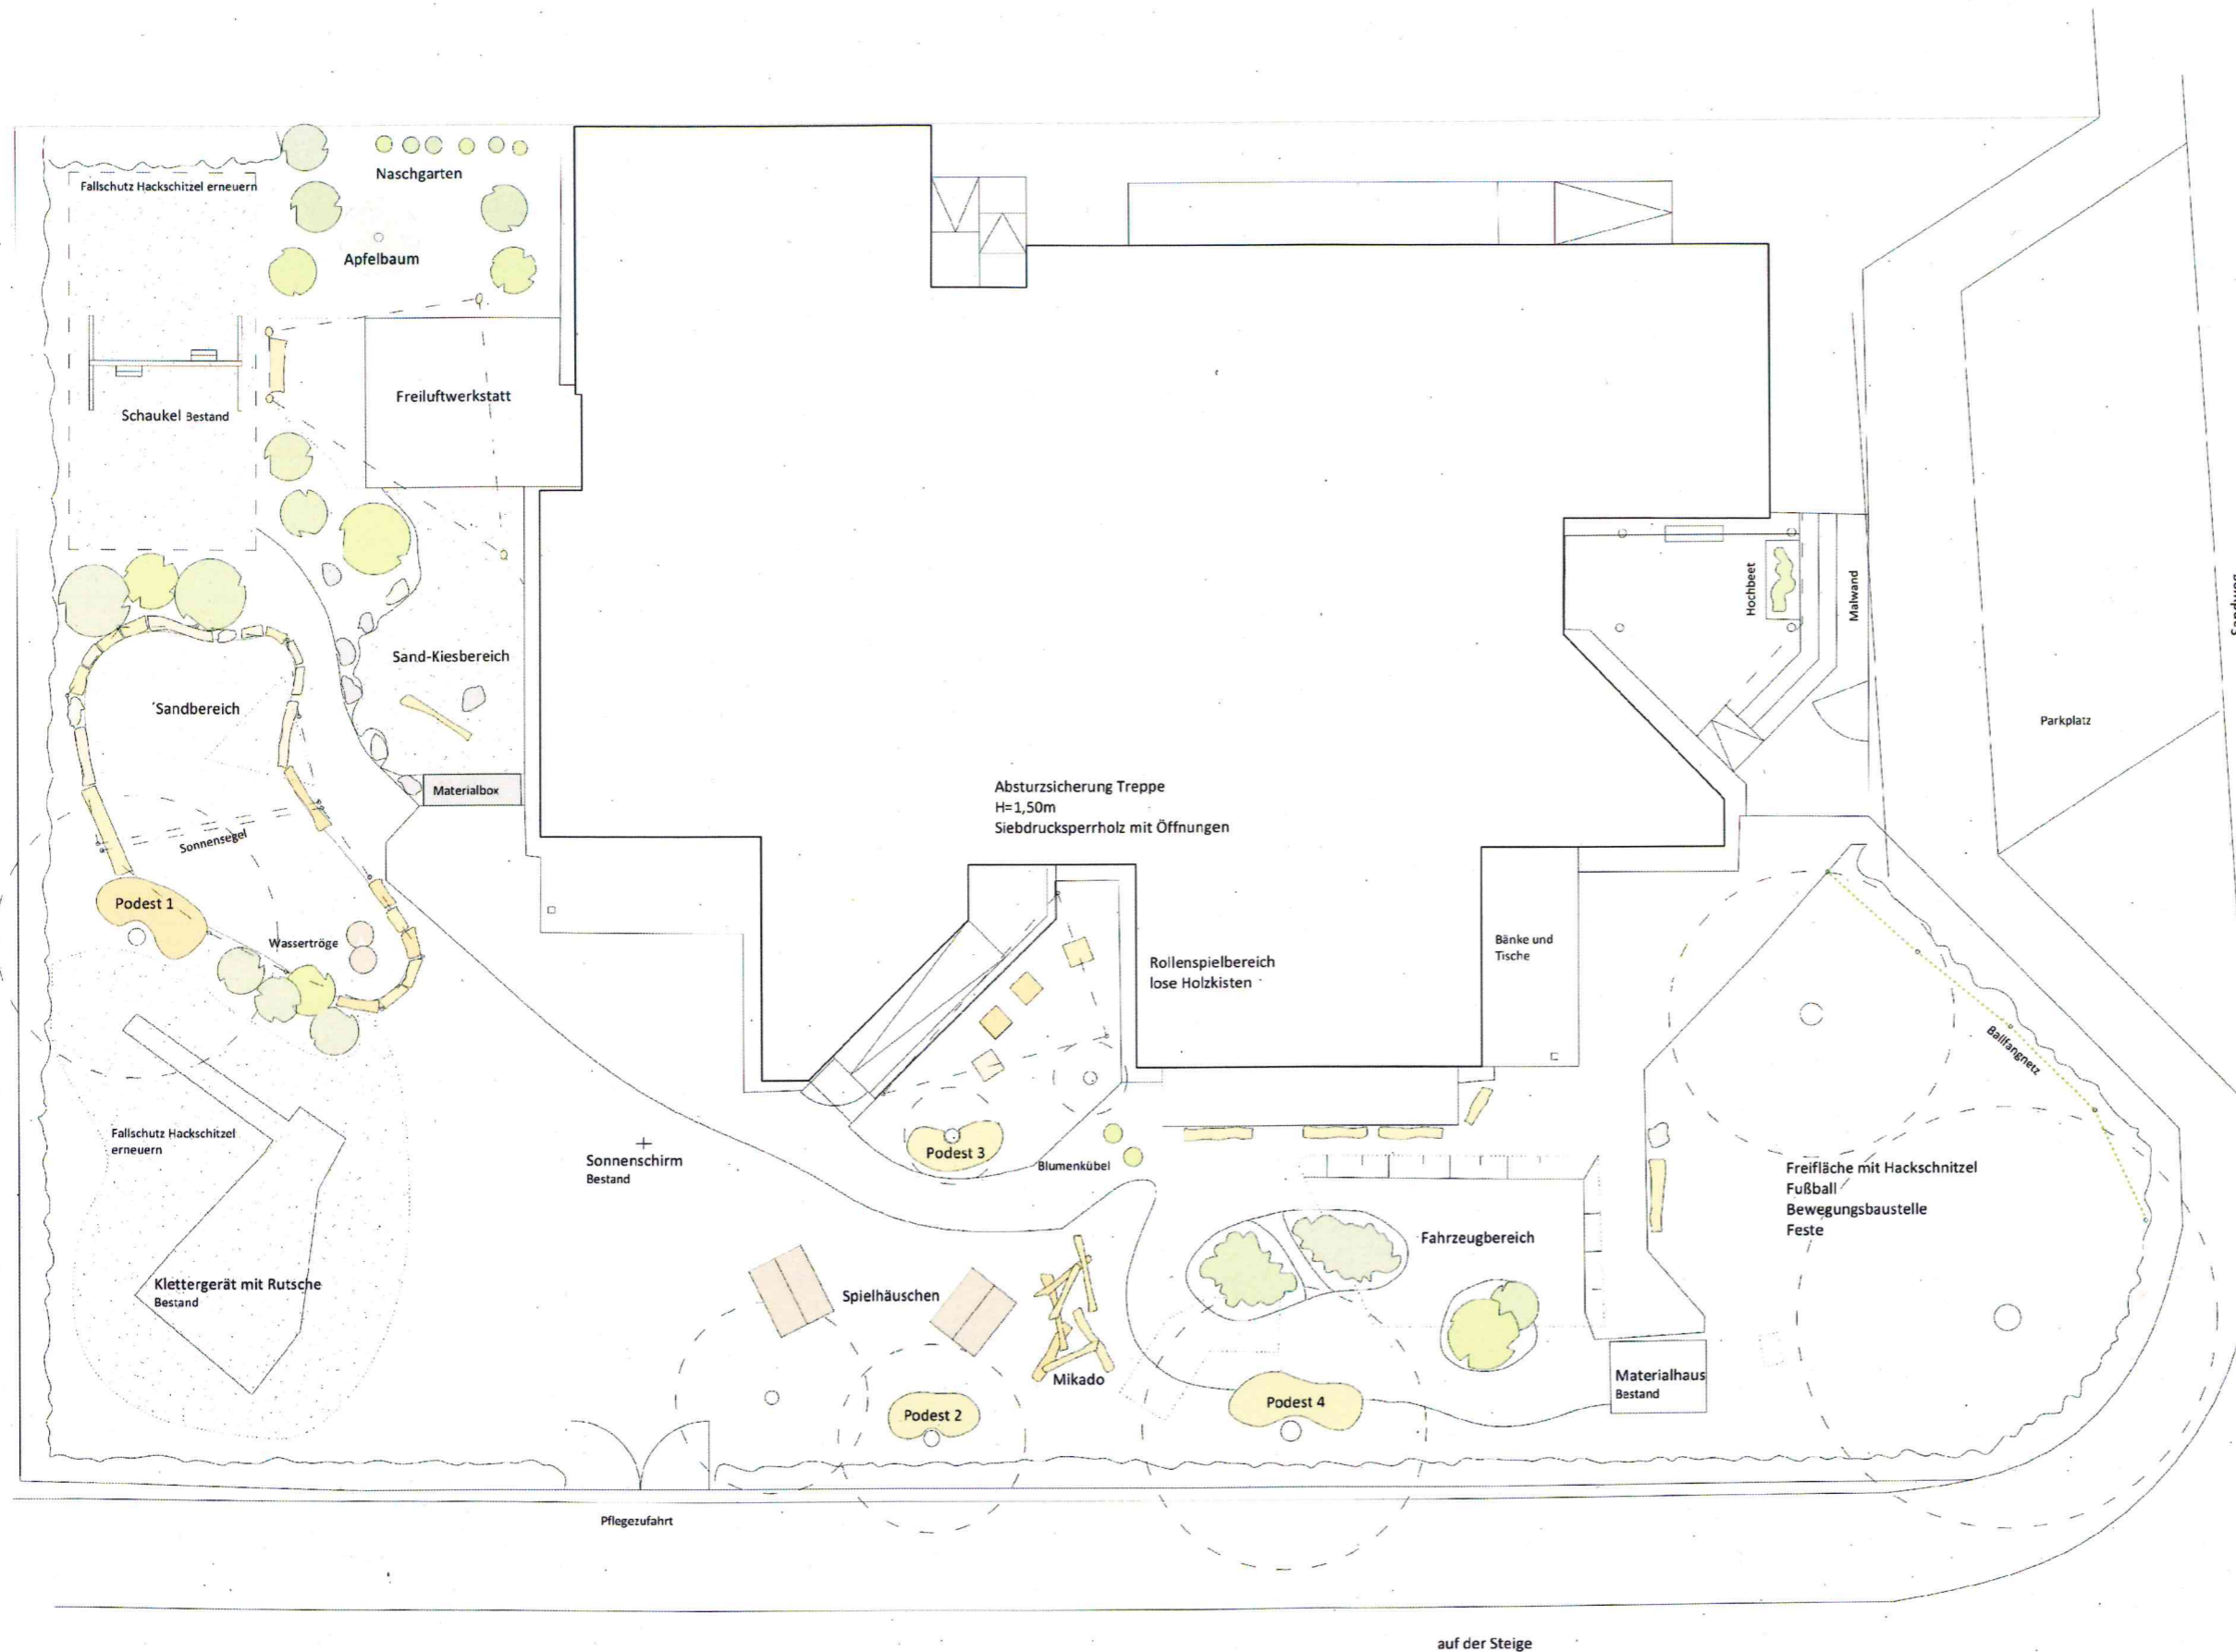 Naschgarten
Fallschutz Hackschitzel erneuern
Apfelbaum
Freiluftwerkstatt
Schaukel Bestand
Hochbeet
Malwand
Sand-Kiesbereich
Sandbereich
Parkplatz
Materialbox
Absturzsicherung Treppe
H=1,50m
Siebdrucksperrholz mit Öffnungen
Sonnensegel
Podest 1
Wassertröge
Rollenspielbereich
lose Holzkisten
Bänke und
Tische
Ballfangnetz
Fallschutz Hackschitzel
erneuern
Sonnenschirm
Bestand
Podest 3
Blumenkübel
Freifläche mit Hackschnitzel
Fußball
Bewegungsbaustelle
Feste
Fahrzeugbereich
Klettergerät mit Rutsche
Bestand
Spielhäuschen
Mikado
Materialhaus
Bestand
Podest 2
Podest 4
Pflegezufahrt
auf der Steige